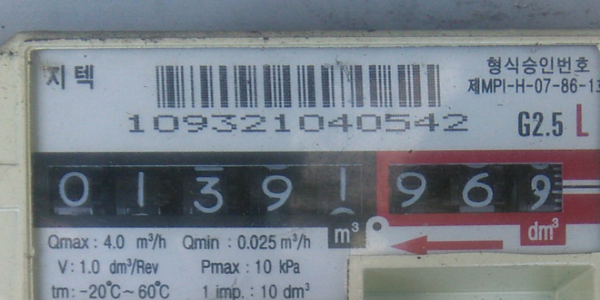 지텍
형식승인번호
제MPI-H-07-86-1
109321040542
G2.5 L
01391 969
m³
dm³
Qmax : 4.0 m³/h Qmin : 0.025 m³/h
V : 1.0 dm³/Rev Pmax : 10 kPa
tm : -20℃~60℃ 1 imp. : 10 dm³